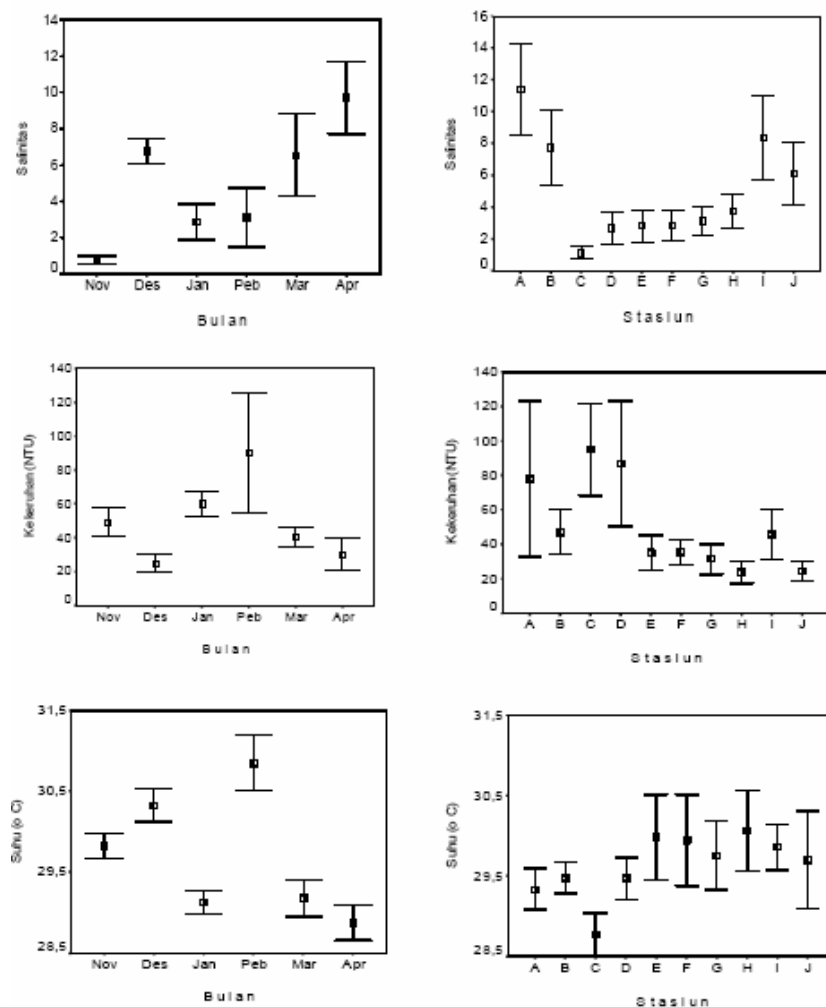 Salinitas
14
12
10
8
6
4
2
0
Nov Des Jan Peb Mar Apr
Bulan
Salinitas
16
14
12
10
8
6
4
2
0
A B C D E F G H I J
Stasiun
Kekeruhan (NTU)
140
120
100
80
60
40
20
0
Nov Des Jan Peb Mar Apr
Bulan
Kekeruhan (NTU)
140
120
100
80
60
40
20
0
A B C D E F G H I J
Stasiun
Suhu (o C)
31,5
30,5
29,5
28,5
Nov Des Jan Peb Mar Apr
Bulan
Suhu (o C)
31,5
30,5
29,5
28,5
A B C D E F G H I J
Stasiun